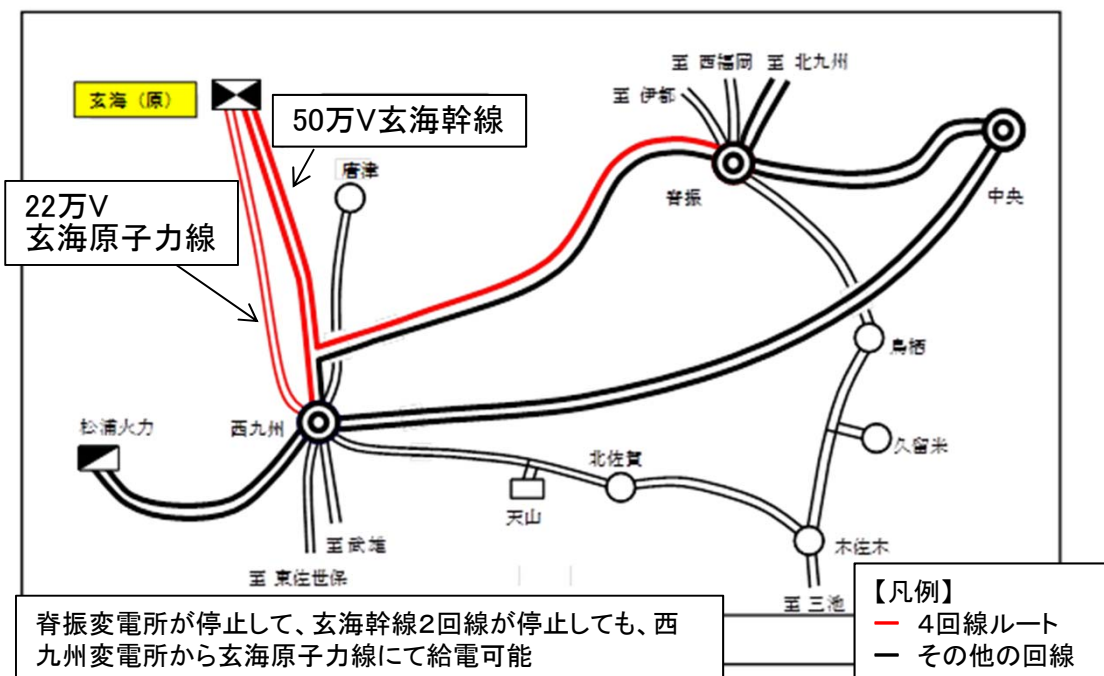 至 西福岡
至 北九州
至 伊都
玄海（原）
50万V玄海幹線
唐津
脊振
中央
22万V
玄海原子力線
鳥栖
松浦火力
西九州
久留米
北佐賀
天山
木佐木
至 武雄
至 東佐世保
至 三池
【凡例】
4回線ルート
その他の回線
脊振変電所が停止して、玄海幹線2回線が停止しても、西
九州変電所から玄海原子力線にて給電可能